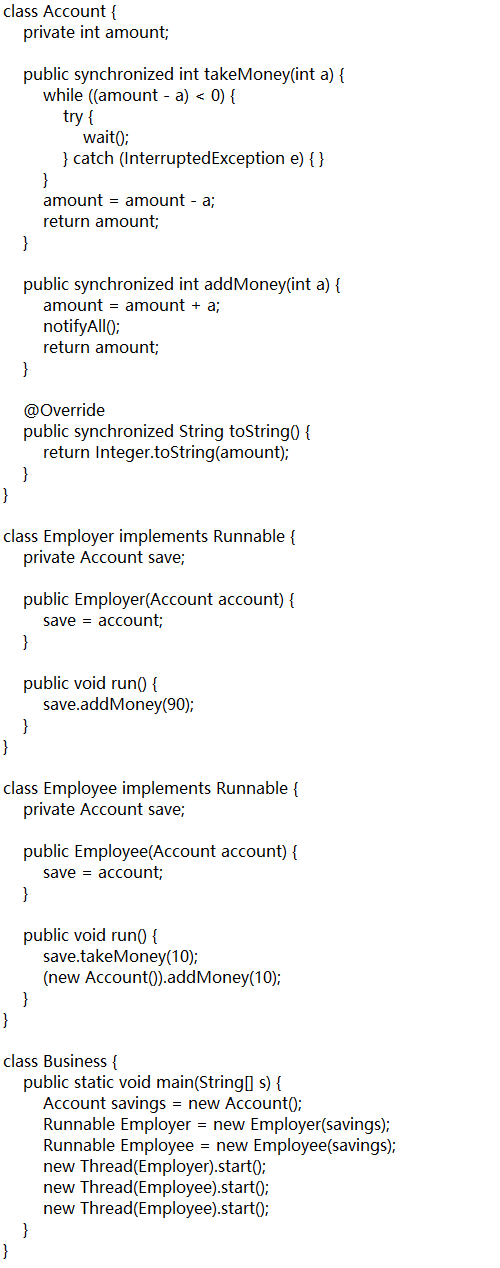 class Account {
    private int amount;

    public synchronized int takeMoney(int a) {
        while ((amount - a) < 0) {
            try {
                wait();
            } catch (InterruptedException e) { }
        }
        amount = amount - a;
        return amount;
    }

    public synchronized int addMoney(int a) {
        amount = amount + a;
        notifyAll();
        return amount;
    }

    @Override
    public synchronized String toString() {
        return Integer.toString(amount);
    }
}

class Employer implements Runnable {
    private Account save;

    public Employer(Account account) {
        save = account;
    }

    public void run() {
        save.addMoney(90);
    }
}

class Employee implements Runnable {
    private Account save;

    public Employee(Account account) {
        save = account;
    }

    public void run() {
        save.takeMoney(10);
        (new Account()).addMoney(10);
    }
}

class Business {
    public static void main(String[] s) {
        Account savings = new Account();
        Runnable Employer = new Employer(savings);
        Runnable Employee = new Employee(savings);
        new Thread(Employer).start();
        new Thread(Employee).start();
        new Thread(Employee).start();
    }
}